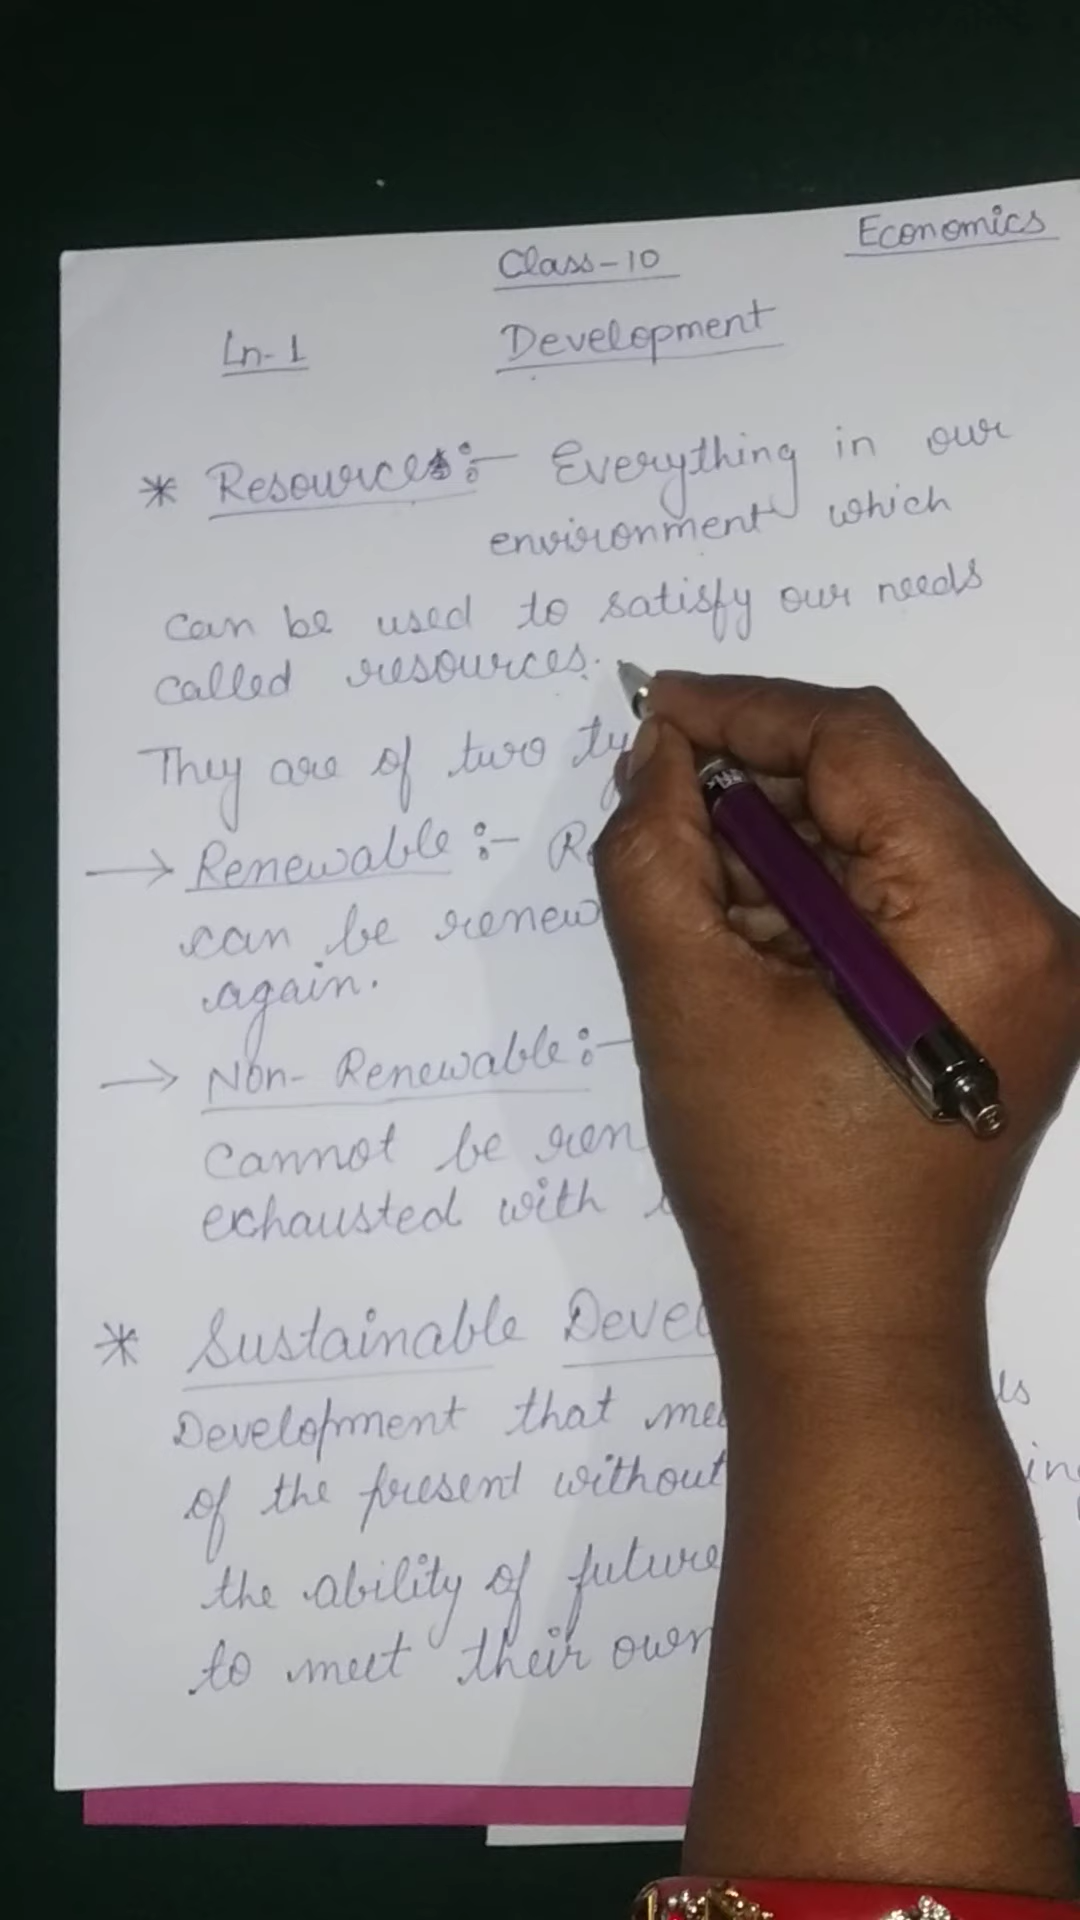 Economics
Class-10
Ln-1 Development
* Resources:- Everything in our
environment which
can be used to satisfy our needs
called resources.
They are of two
→ Renewable :-
can be renew
again.
→ Non-Renewable:-
cannot be
exhausted with
* Sustainable
Development that
of the present without
the ability of future
to meet their own